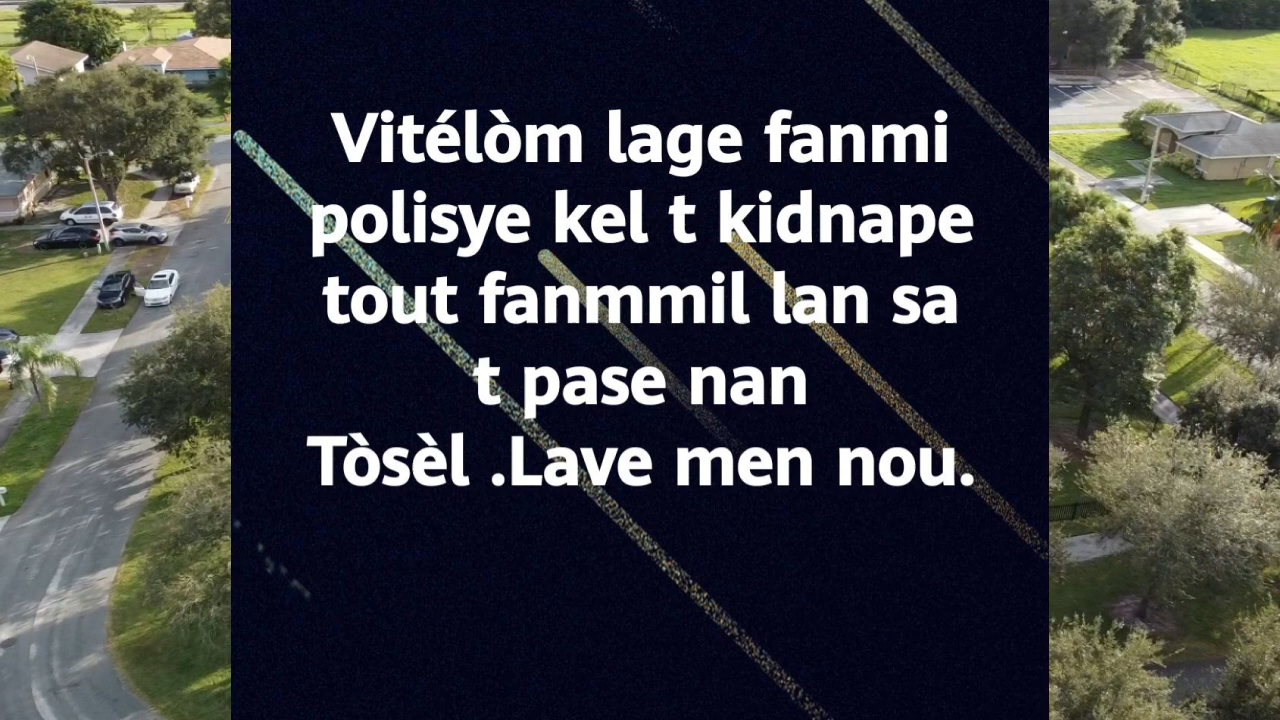 Vitélòm lage fanmi
polisye kel t kidnape
tout fanmmil lan sa
t pase nan
Tòsèl .Lave men nou.